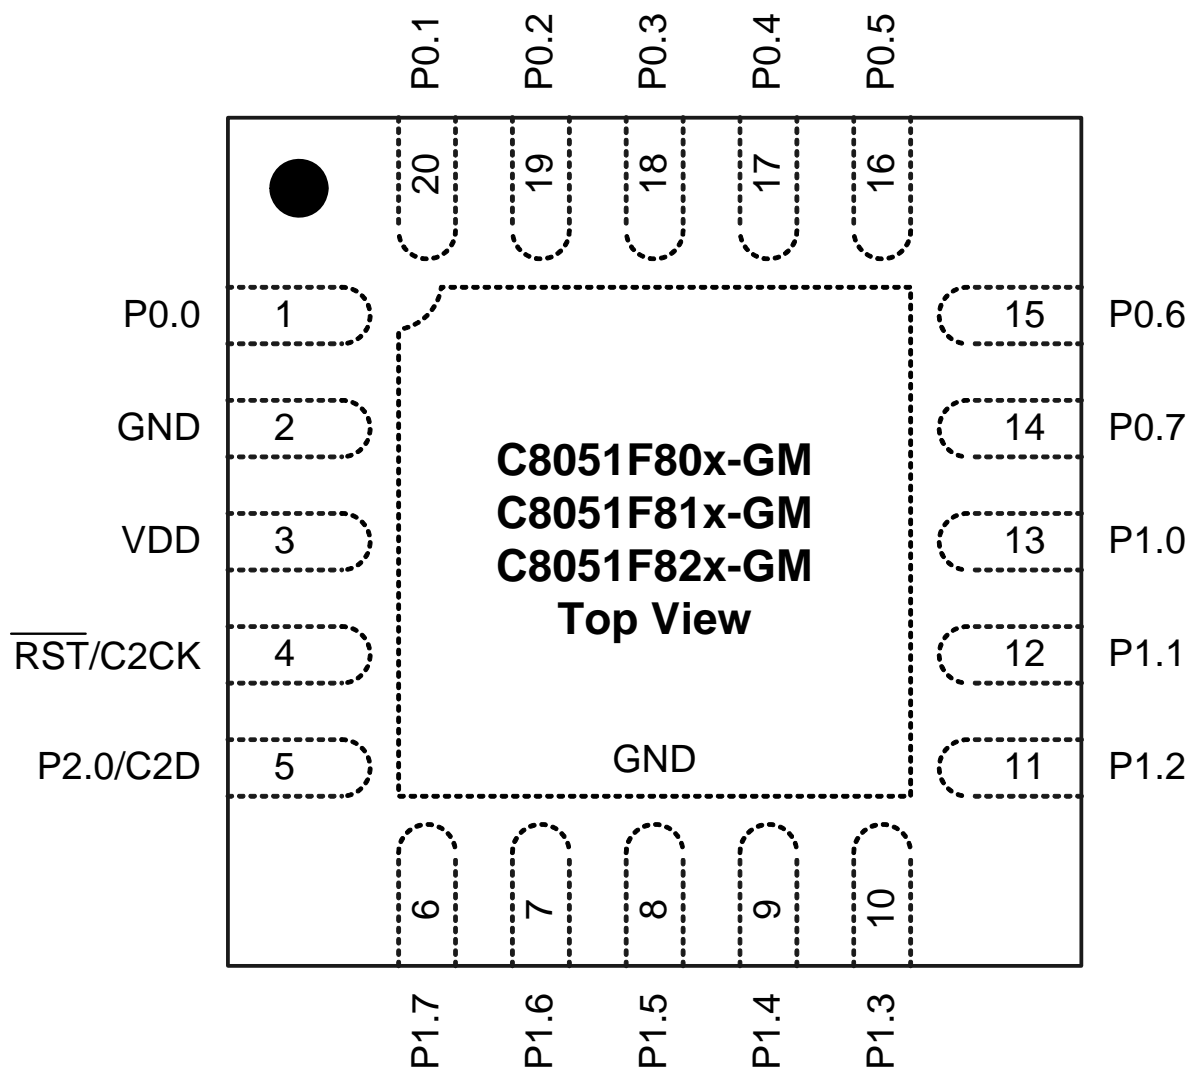 P0.1
P0.2
P0.3
P0.4
P0.5
20
19
18
17
16
P0.0
1
15
P0.6
GND
2
14
P0.7
VDD
3
13
P1.0
R̅S̅T̅/C2CK
4
12
P1.1
P2.0/C2D
5
11
P1.2
C8051F80x-GM
C8051F81x-GM
C8051F82x-GM
Top View
GND
6
7
8
9
10
P1.7
P1.6
P1.5
P1.4
P1.3